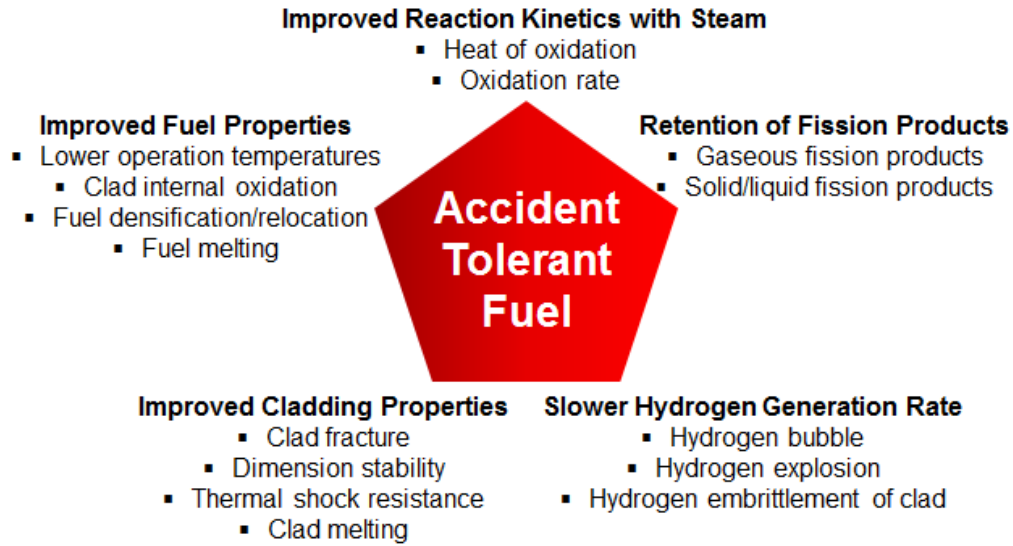 Improved Reaction Kinetics with Steam
▪ Heat of oxidation
▪ Oxidation rate
Improved Fuel Properties
▪ Lower operation temperatures
▪ Clad internal oxidation
▪ Fuel densification/relocation
▪ Fuel melting
Retention of Fission Products
▪ Gaseous fission products
▪ Solid/liquid fission products
Accident
Tolerant
Fuel
Improved Cladding Properties
▪ Clad fracture
▪ Dimension stability
▪ Thermal shock resistance
▪ Clad melting
Slower Hydrogen Generation Rate
▪ Hydrogen bubble
▪ Hydrogen explosion
▪ Hydrogen embrittlement of clad